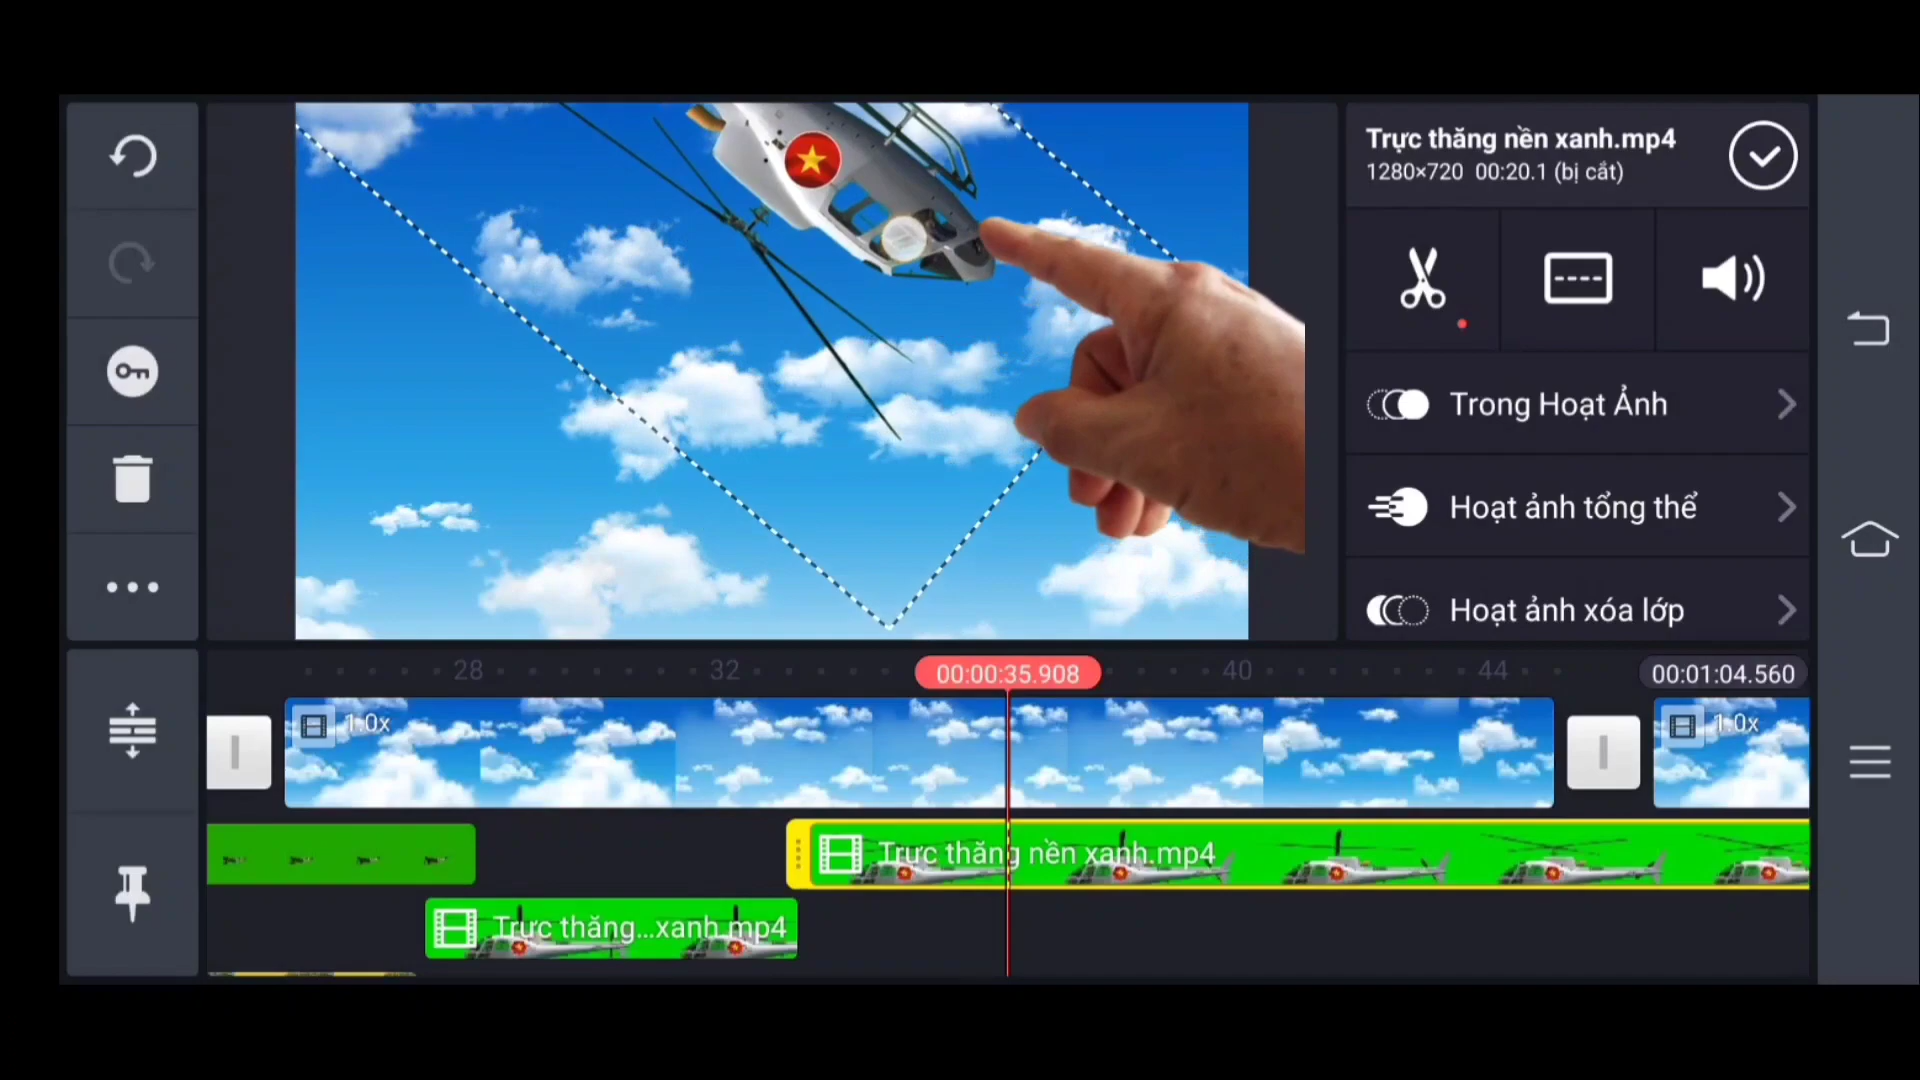 Trực thăng nền xanh.mp4
1280×720 00:20.1 (bị cắt)
Trong Hoạt Ảnh
Hoạt ảnh tổng thể
Hoạt ảnh xóa lớp
28
32
00:00:35.908
40
44
00:01:04.560
1.0x
1.0x
Trực thăng nền xanh.mp4
Trực thăng...xanh.mp4